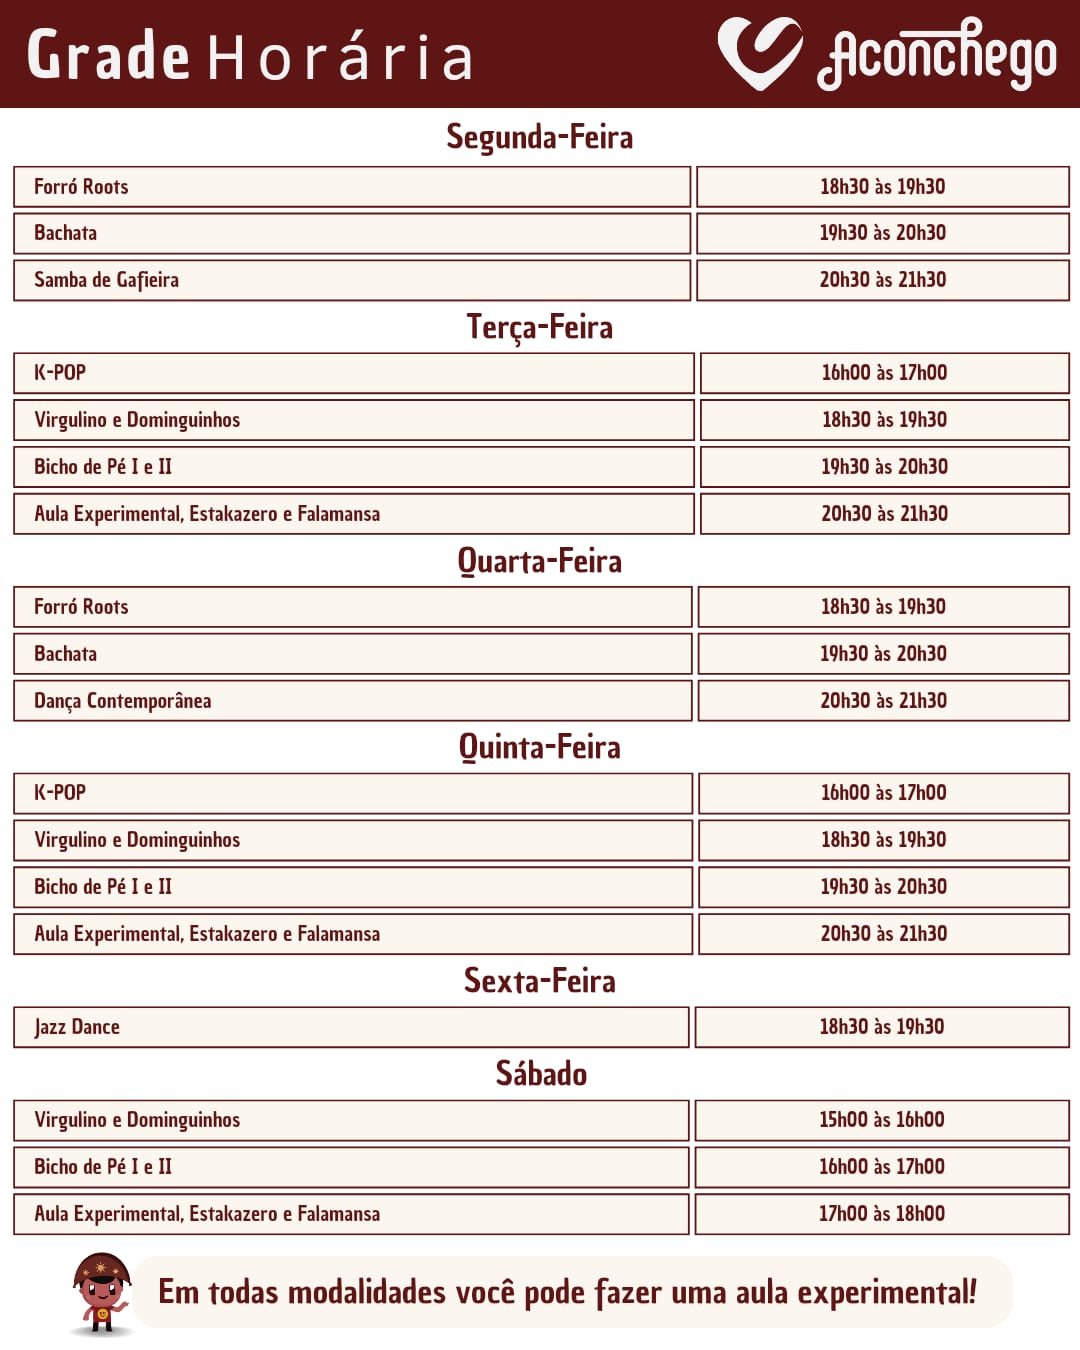 Grade Horária
Aconchego
Segunda-Feira
Forró Roots 18h30 às 19h30
Bachata 19h30 às 20h30
Samba de Gafieira 20h30 às 21h30
Terça-Feira
K-POP 16h00 às 17h00
Virgulino e Dominguinhos 18h30 às 19h30
Bicho de Pé I e II 19h30 às 20h30
Aula Experimental, Estakazero e Falamansa 20h30 às 21h30
Quarta-Feira
Forró Roots 18h30 às 19h30
Bachata 19h30 às 20h30
Dança Contemporânea 20h30 às 21h30
Quinta-Feira
K-POP 16h00 às 17h00
Virgulino e Dominguinhos 18h30 às 19h30
Bicho de Pé I e II 19h30 às 20h30
Aula Experimental, Estakazero e Falamansa 20h30 às 21h30
Sexta-Feira
Jazz Dance 18h30 às 19h30
Sábado
Virgulino e Dominguinhos 15h00 às 16h00
Bicho de Pé I e II 16h00 às 17h00
Aula Experimental, Estakazero e Falamansa 17h00 às 18h00
Em todas modalidades você pode fazer uma aula experimental!